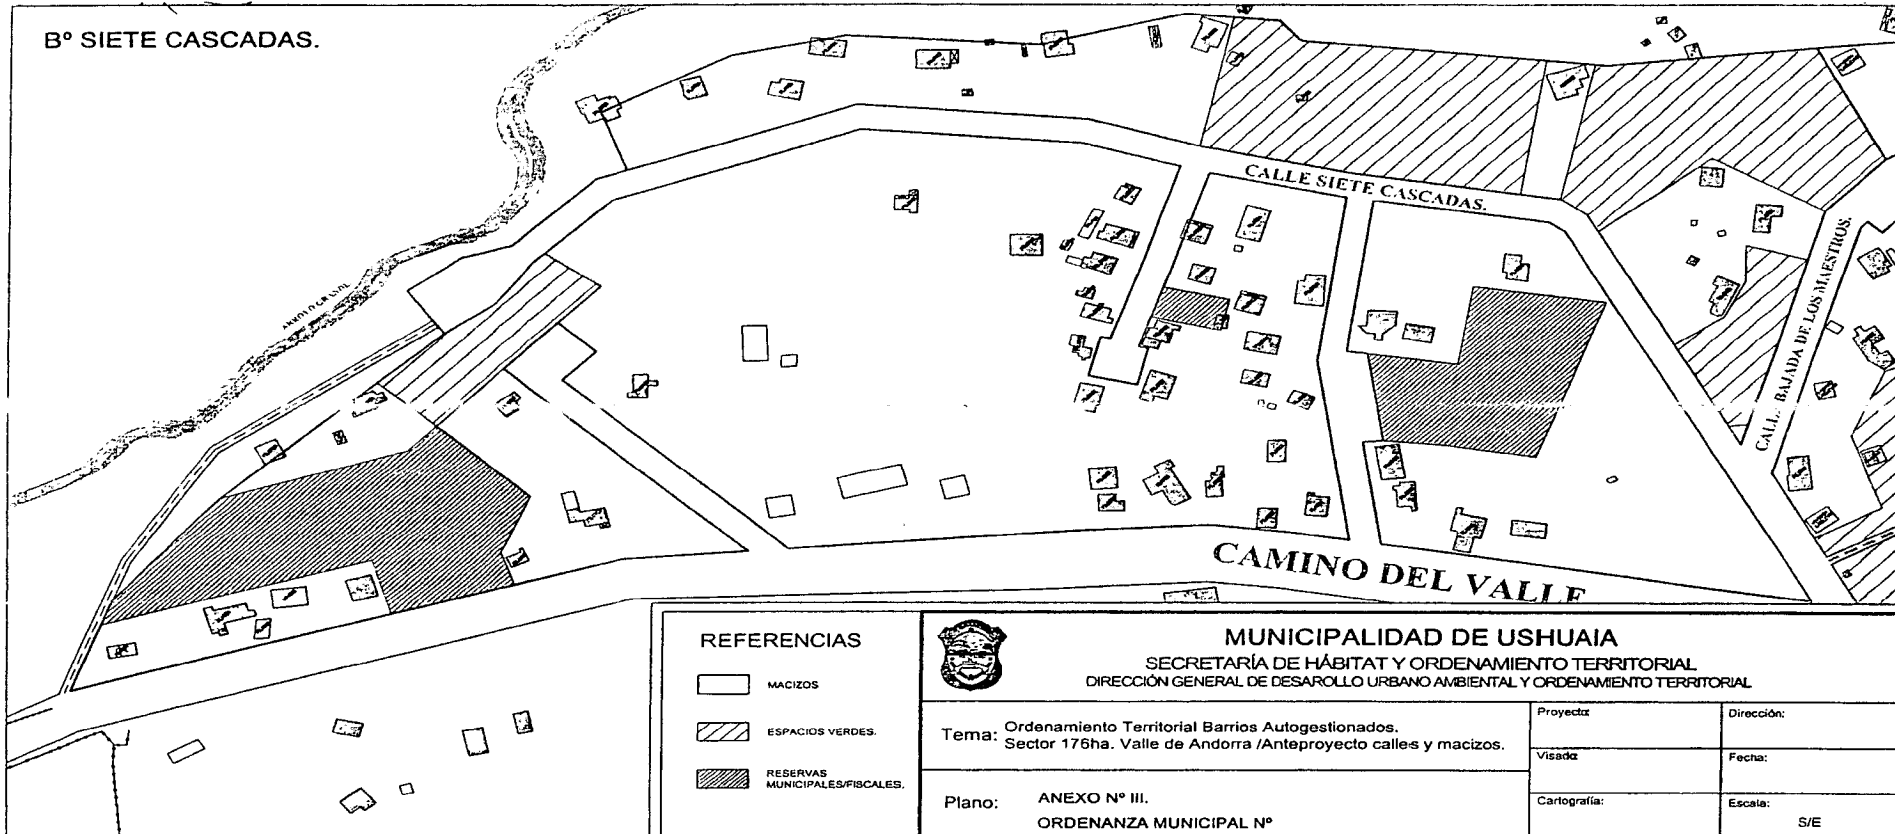 Bº SIETE CASCADAS.
CALLE SIETE CASCADAS.
CALLE BAJADA DE LOS MAESTROS.
CAMINO DEL VALLE
REFERENCIAS
MACIZOS
ESPACIOS VERDES.
RESERVAS
MUNICIPALES/FISCALES.
MUNICIPALIDAD DE USHUAIA
SECRETARÍA DE HÁBITAT Y ORDENAMIENTO TERRITORIAL
DIRECCIÓN GENERAL DE DESAROLLO URBANO AMBIENTAL Y ORDENAMIENTO TERRITORIAL
Tema: Ordenamiento Territorial Barrios Autogestionados.
Sector 176ha. Valle de Andorra /Anteproyecto calles y macizos.
Plano: ANEXO Nº III.
ORDENANZA MUNICIPAL Nº
Proyecto:
Dirección:
Visado:
Fecha:
Cartografía:
Escala:
S/E